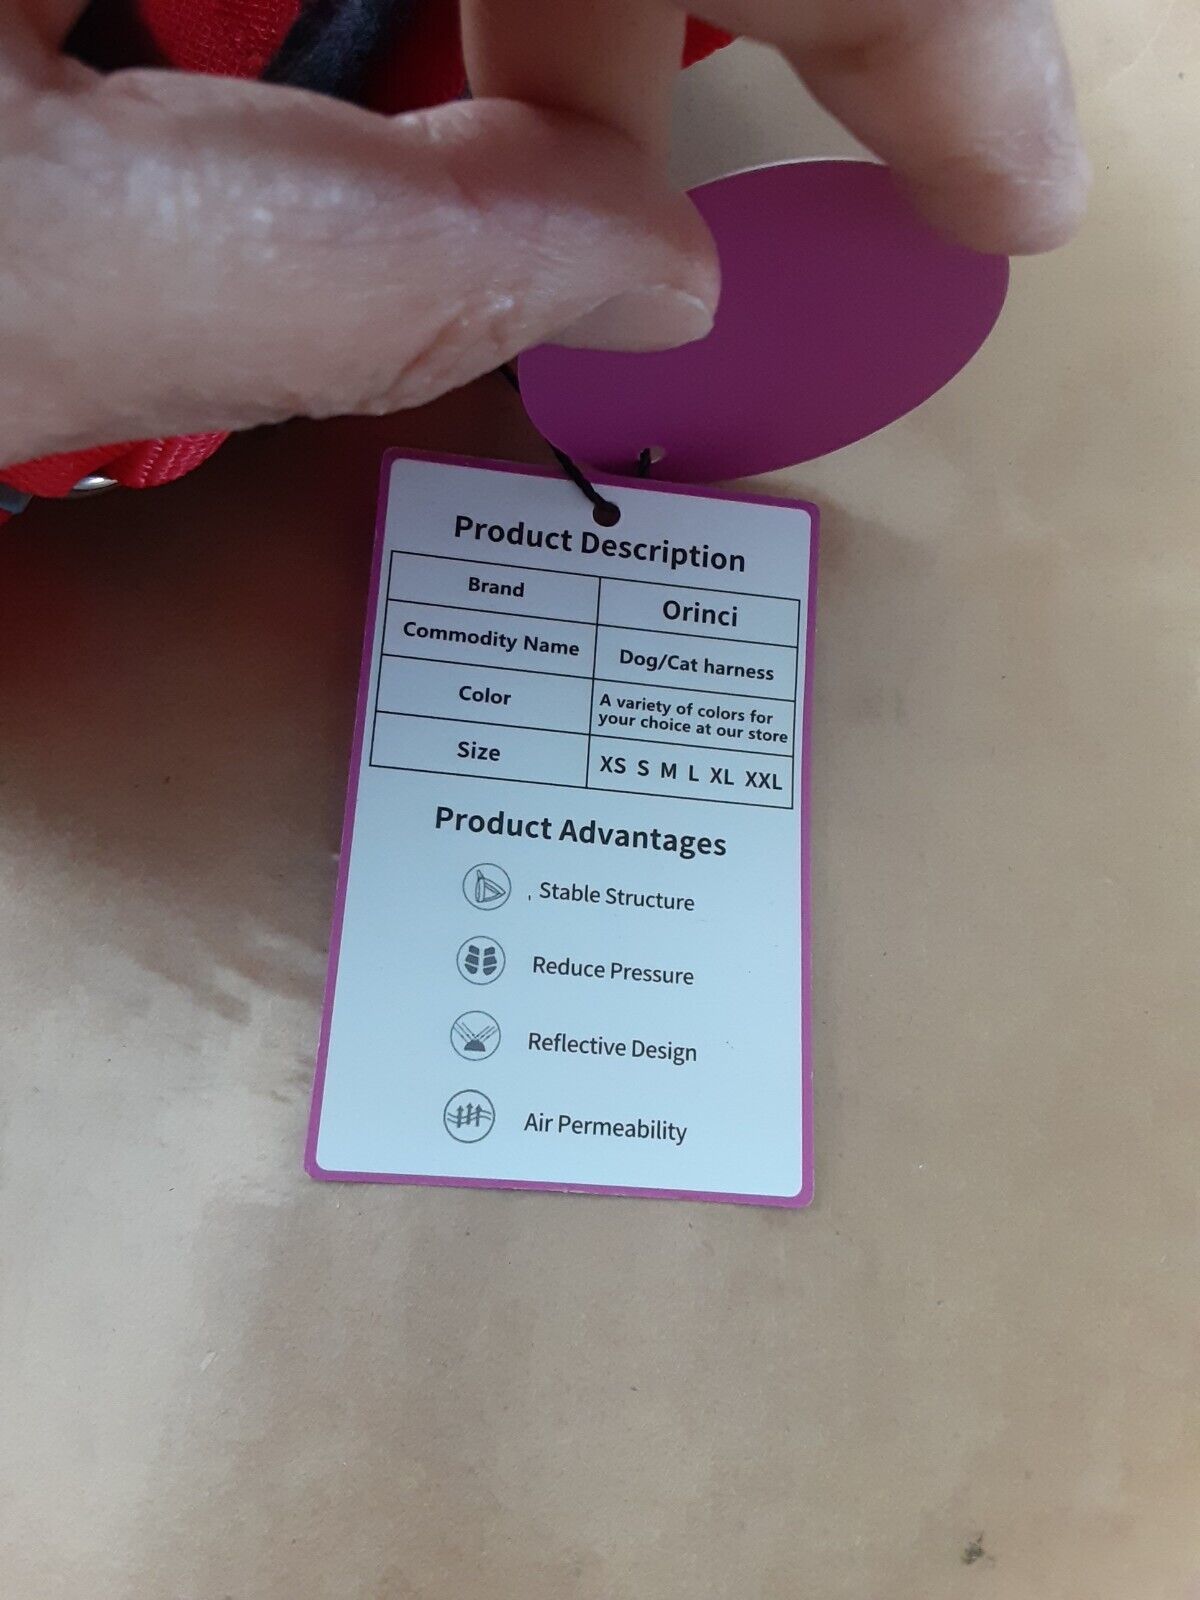 Product Description
Brand
Orinci
Commodity Name
Dog/Cat harness
Color
A variety of colors for
your choice at our store
Size
XS S M L XL XXL
Product Advantages
Stable Structure
Reduce Pressure
Reflective Design
Air Permeability